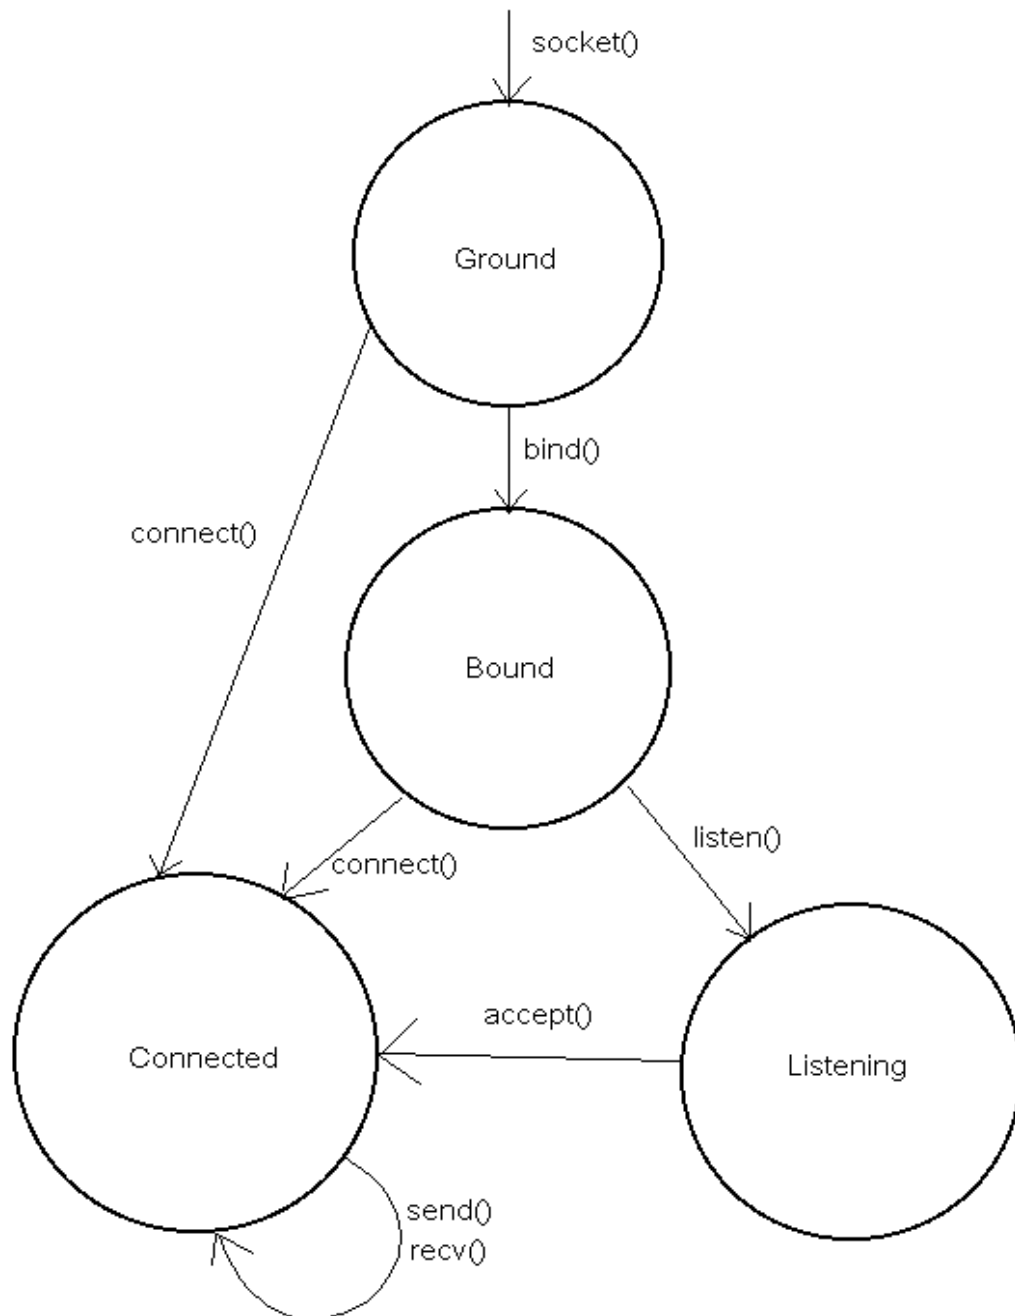 socket()
Ground
bind()
connect()
Bound
listen()
connect()
accept()
Connected
Listening
send()
recv()